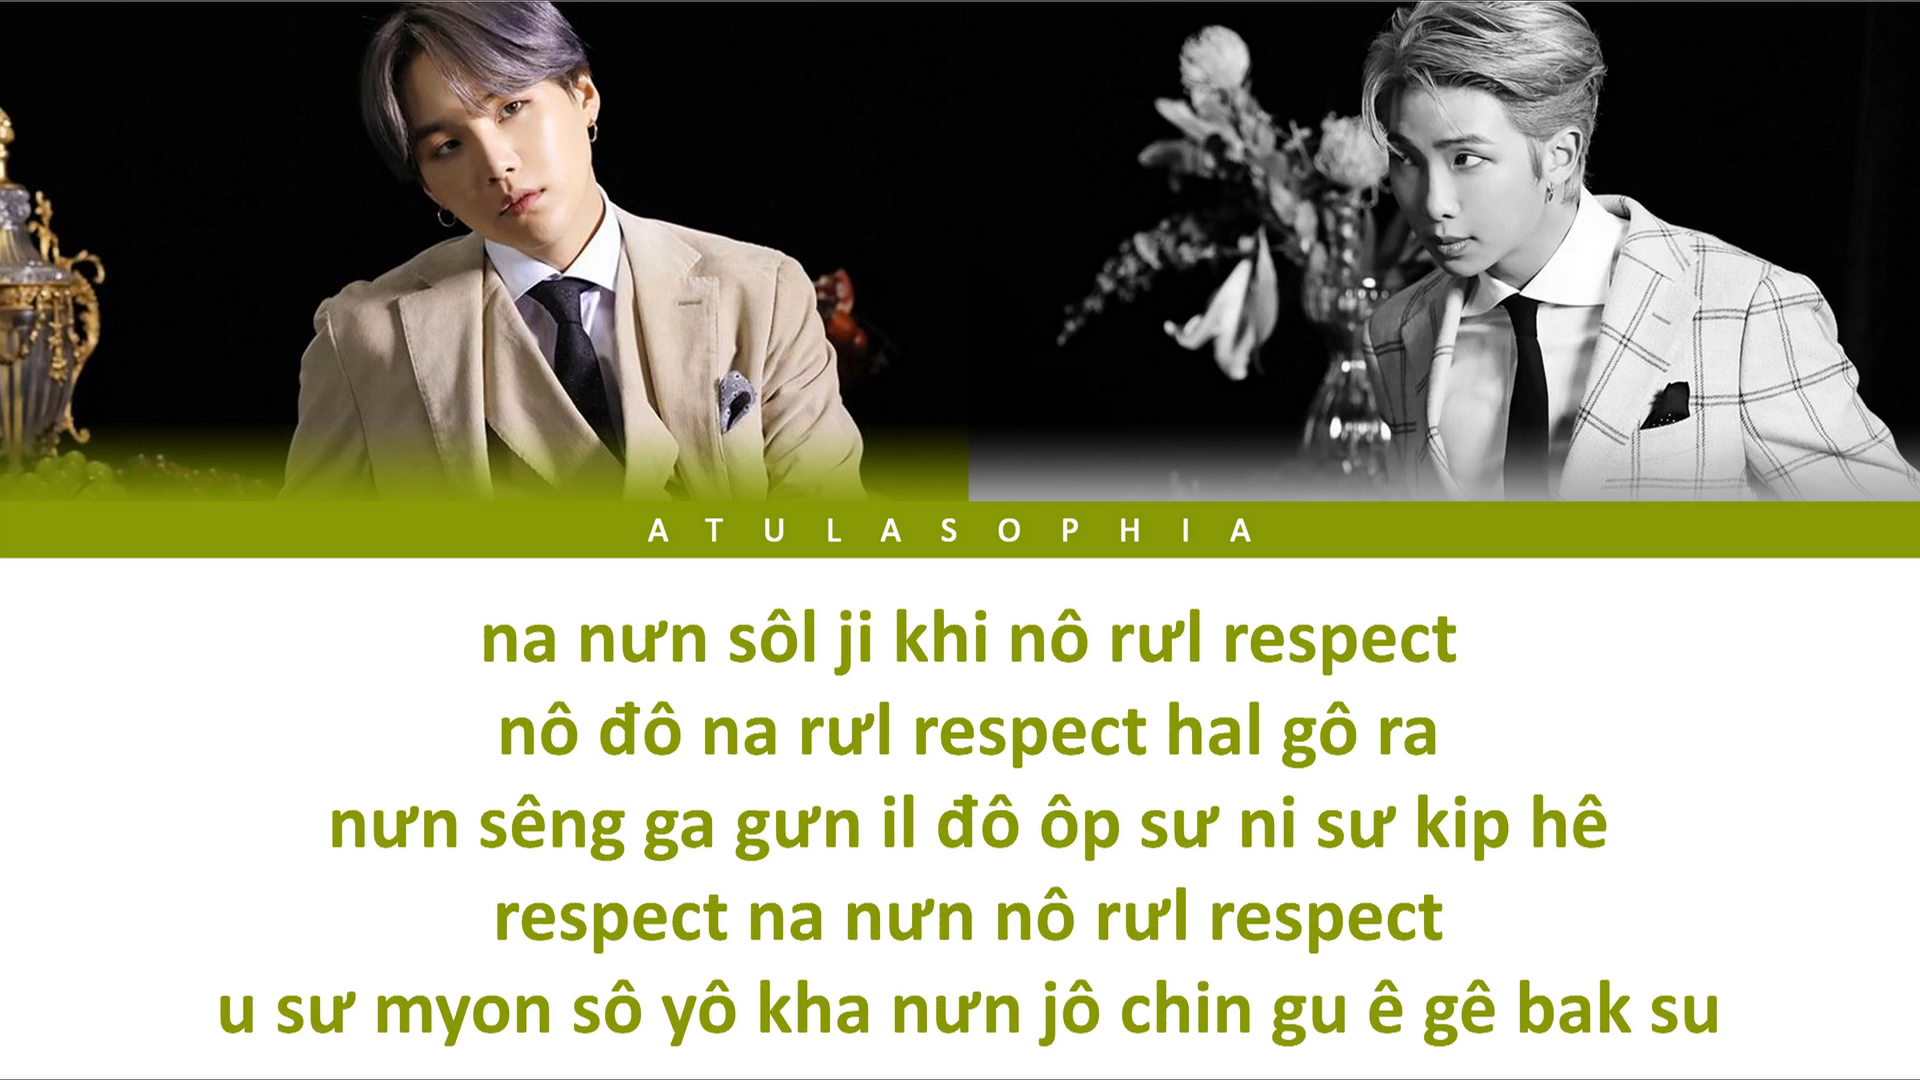 ATULASOPHIA
na nưn sôl ji khi nô rưl respect
nô đô na rưl respect hal gô ra
nưn sêng ga gưn il đô ôp sư ni sư kip hê
respect na nưn nô rưl respect
u sư myon sô yô kha nưn jô chin gu ê gê bak su